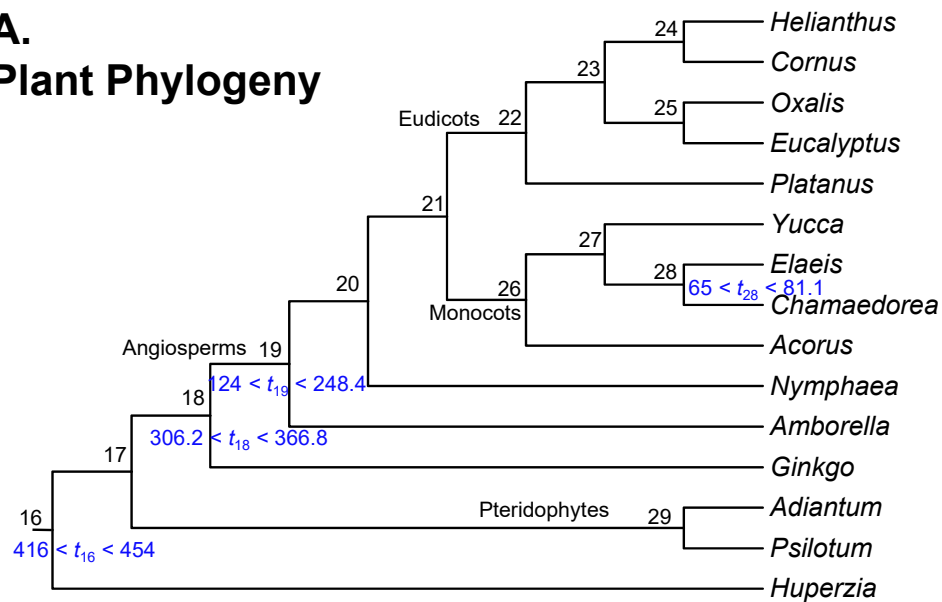 A.
Plant Phylogeny
24
Helianthus
Cornus
23
25
Oxalis
Eucalyptus
Eudicots 22
Platanus
21
Yucca
27
28
Elaeis
65 < t28 < 81.1
Chamaedorea
20
26
Monocots
Acorus
Angiosperms 19
124 < t19 < 248.4
Nymphaea
18
306.2 < t18 < 366.8
Amborella
17
Ginkgo
16
Pteridophytes 29
Adiantum
416 < t16 < 454
Psilotum
Huperzia